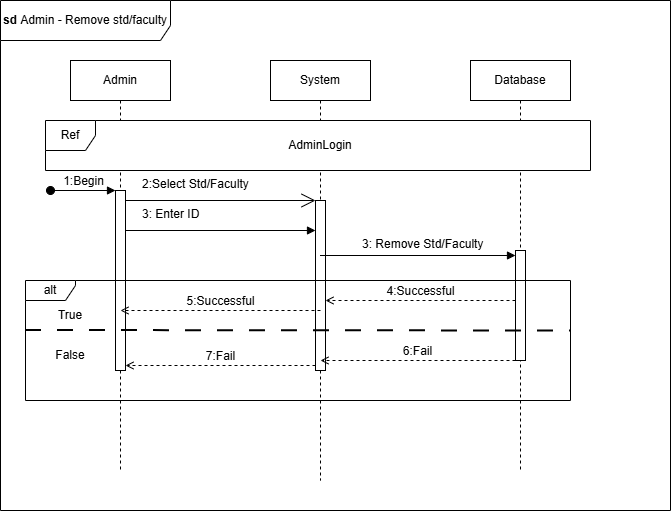 sd Admin - Remove std/faculty
Admin
System
Database
Ref
AdminLogin
1:Begin
2:Select Std/Faculty
3: Enter ID
3: Remove Std/Faculty
alt
4:Successful
5:Successful
True
False
6:Fail
7:Fail